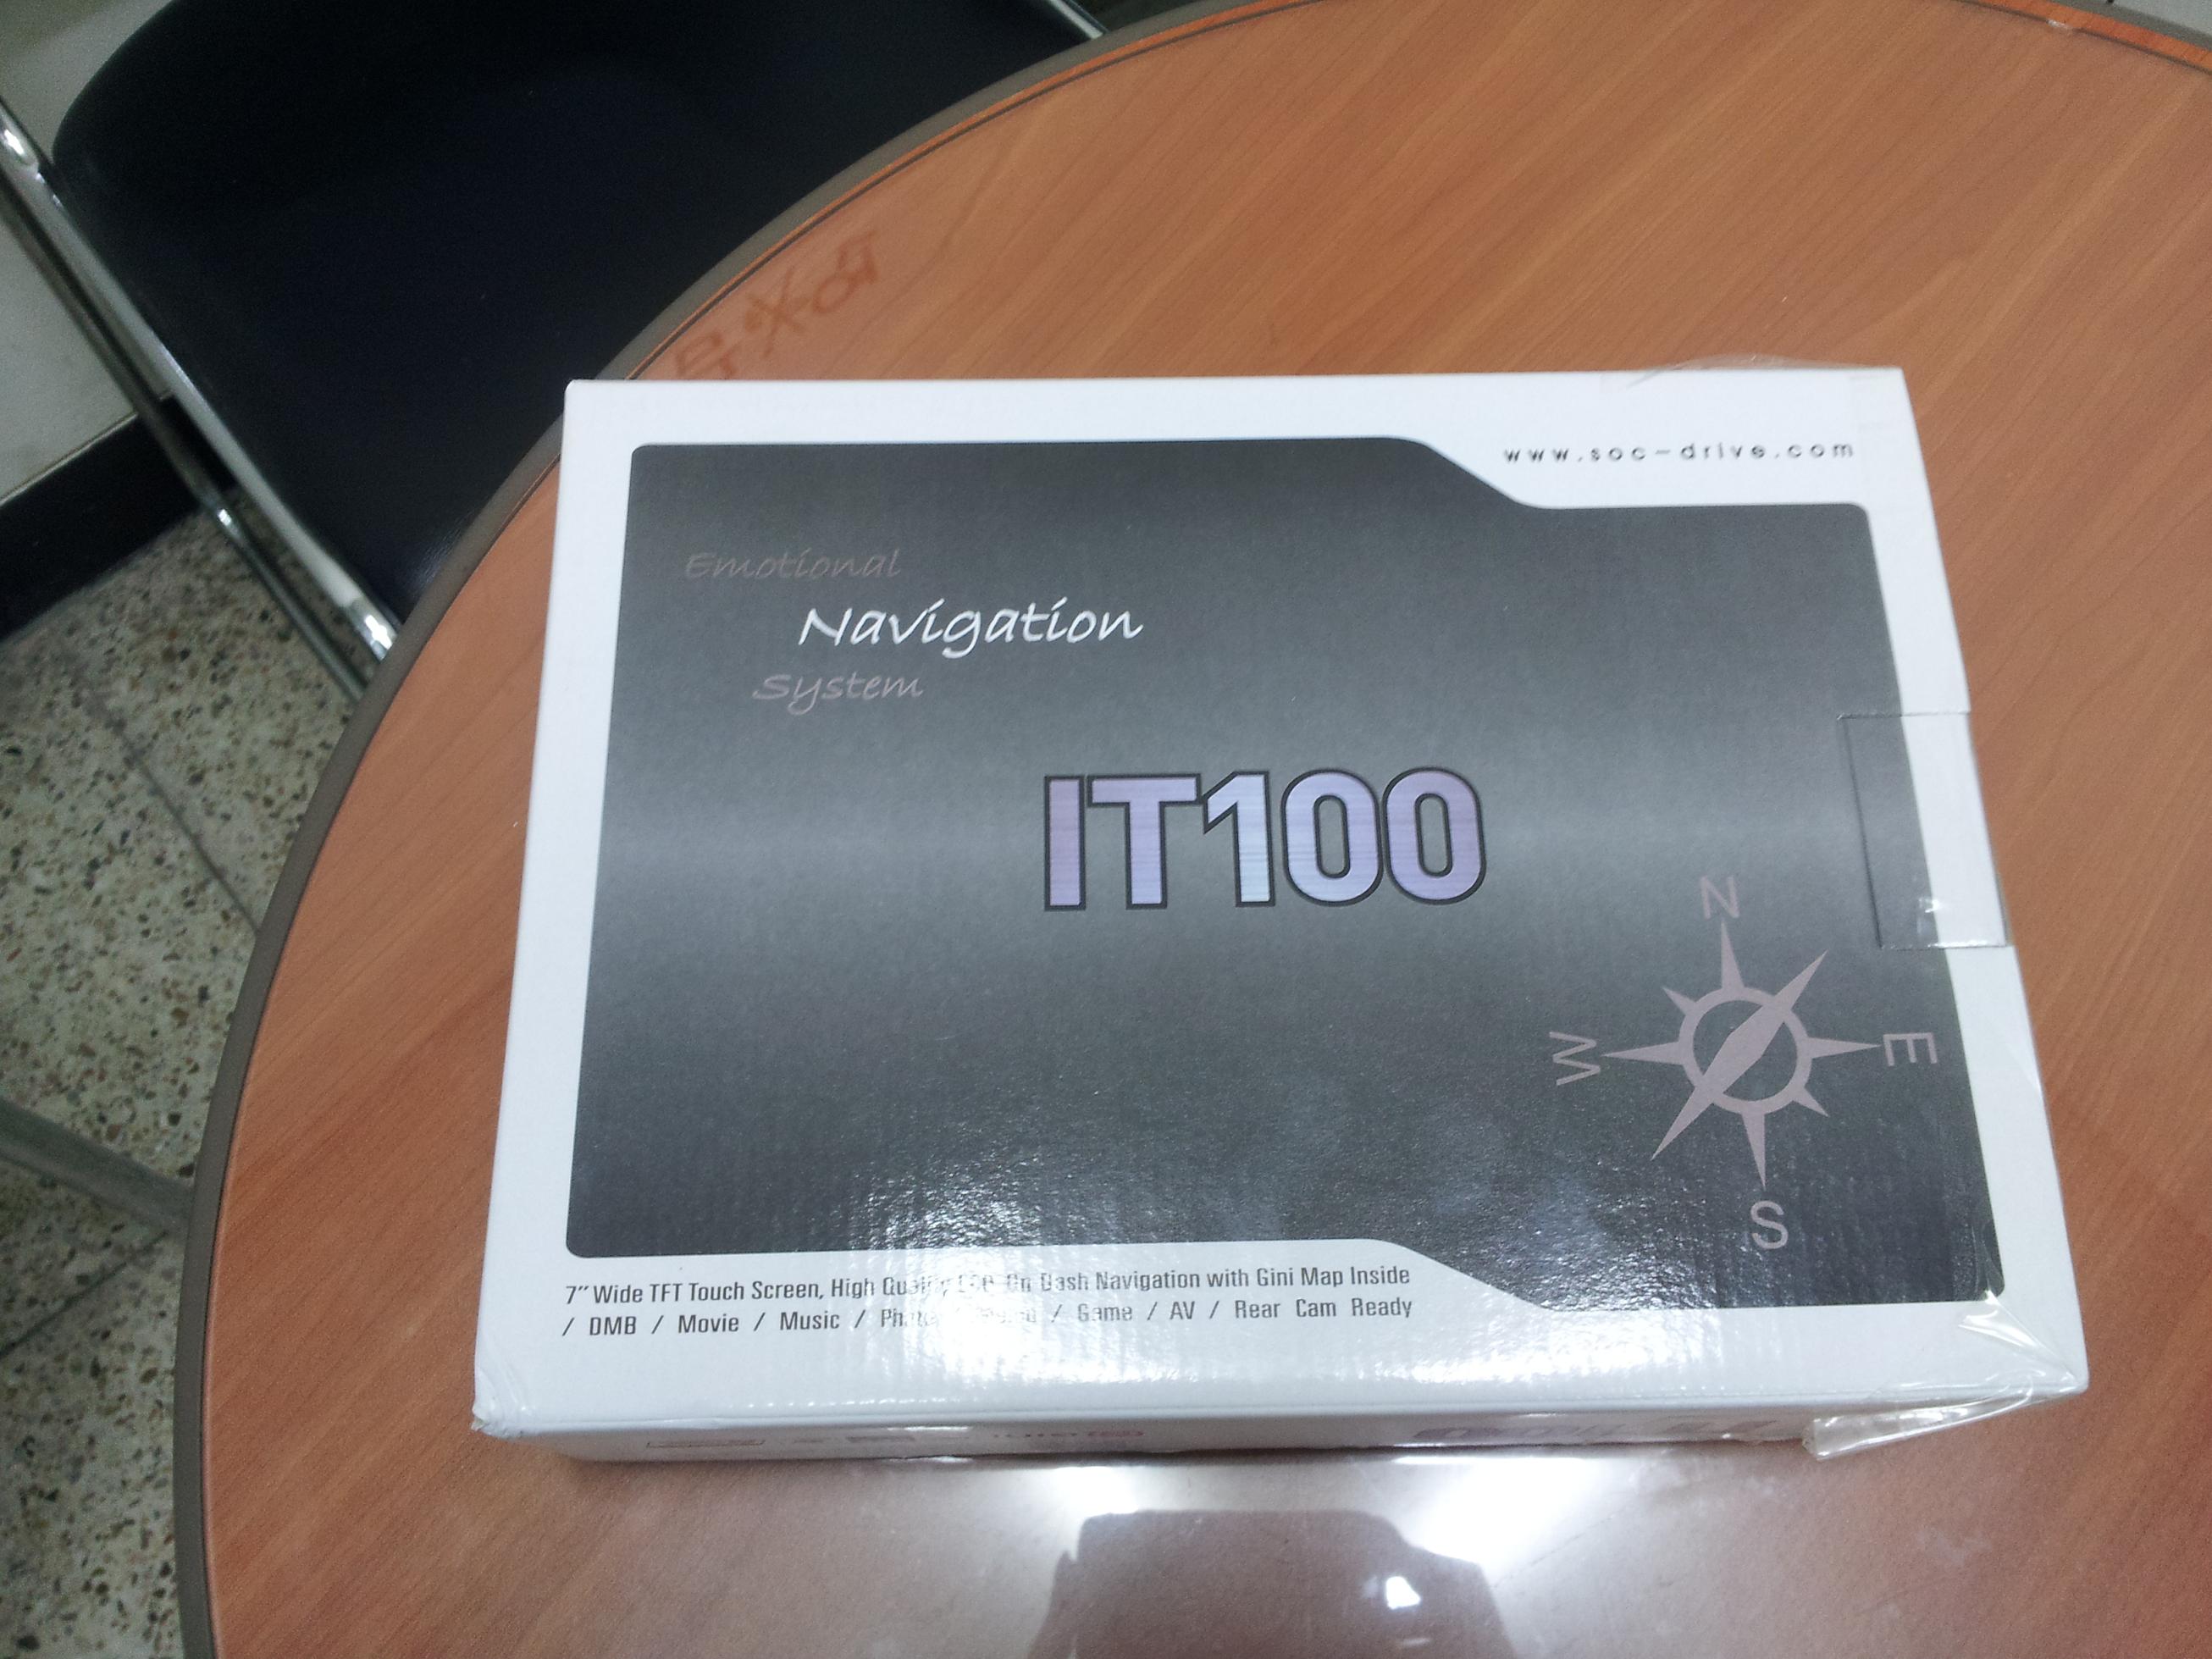 www.soc-drive.com
Emotional
Navigation
System
IT100
N
W
E
S
7" Wide TFT Touch Screen, High Quality On Dash Navigation with Gini Map Inside
/ DMB / Movie / Music / / Game / AV / Rear Cam Ready